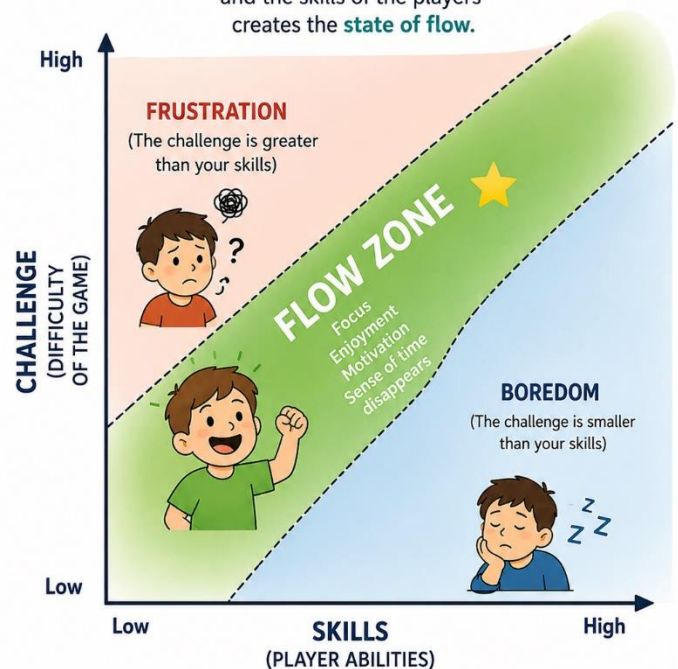 and the skills of the players
creates the state of flow.
High
FRUSTRATION
(The challenge is greater
than your skills)
?
CHALLENGE
(DIFFICULTY
OF THE GAME)
FLOW ZONE
Focus
Enjoyment
Motivation
Sense of time
disappears
BOREDOM
(The challenge is smaller
than your skills)
z
z
z
Low
Low
SKILLS
(PLAYER ABILITIES)
High